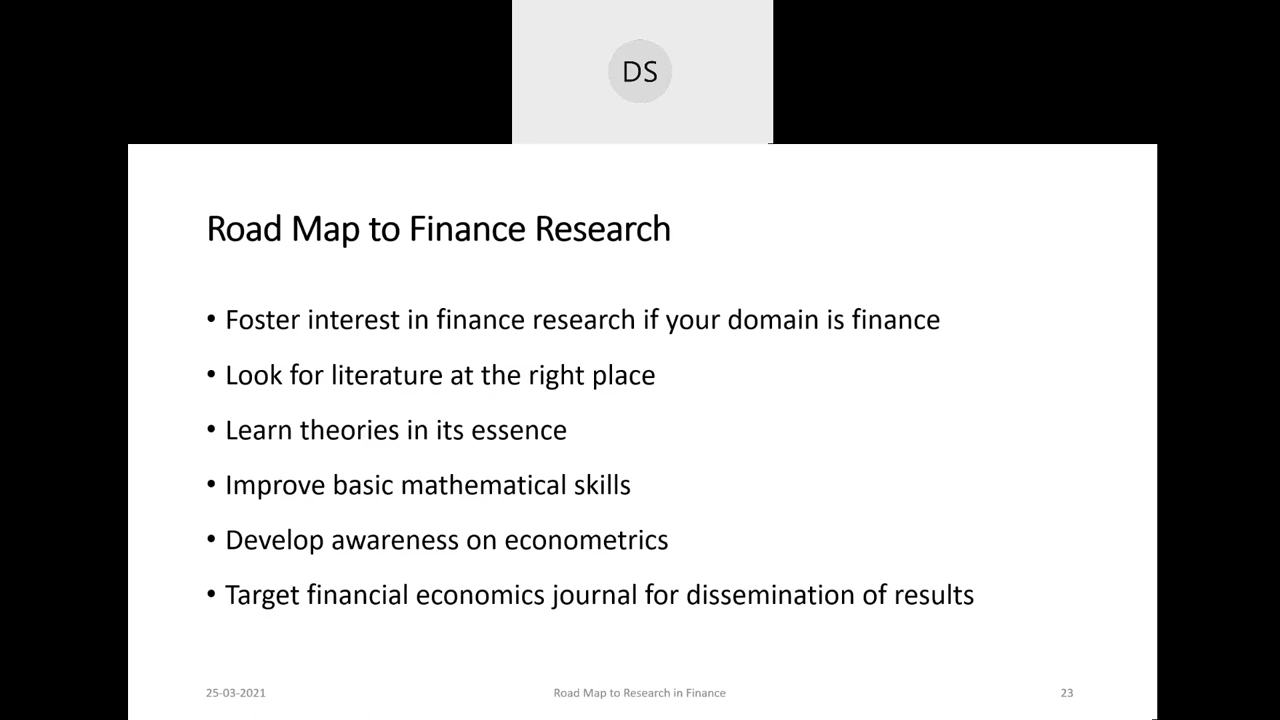 DS
Road Map to Finance Research
• Foster interest in finance research if your domain is finance
• Look for literature at the right place
• Learn theories in its essence
• Improve basic mathematical skills
• Develop awareness on econometrics
• Target financial economics journal for dissemination of results
25-03-2021
Road Map to Research in Finance
23